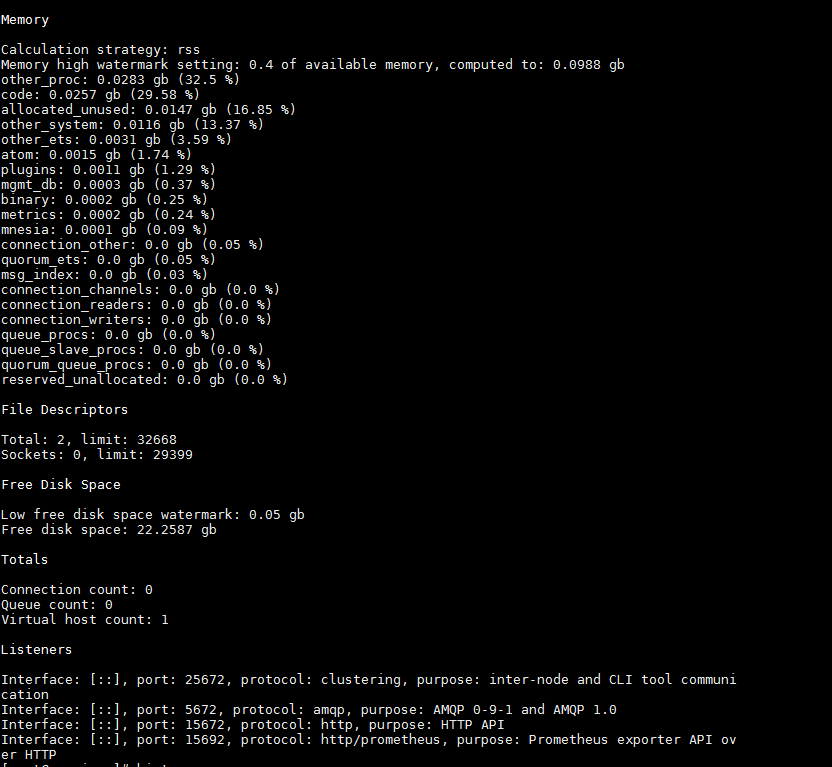 Memory
Calculation strategy: rss
Memory high watermark setting: 0.4 of available memory, computed to: 0.0988 gb
other_proc: 0.0283 gb (32.5 %)
code: 0.0257 gb (29.58 %)
allocated_unused: 0.0147 gb (16.85 %)
other_system: 0.0116 gb (13.37 %)
other_ets: 0.0031 gb (3.59 %)
atom: 0.0015 gb (1.74 %)
plugins: 0.0011 gb (1.29 %)
mgmt_db: 0.0003 gb (0.37 %)
binary: 0.0002 gb (0.25 %)
metrics: 0.0002 gb (0.24 %)
mnesia: 0.0001 gb (0.09 %)
connection_other: 0.0 gb (0.05 %)
quorum_ets: 0.0 gb (0.05 %)
msg_index: 0.0 gb (0.03 %)
connection_channels: 0.0 gb (0.0 %)
connection_readers: 0.0 gb (0.0 %)
connection_writers: 0.0 gb (0.0 %)
queue_procs: 0.0 gb (0.0 %)
queue_slave_procs: 0.0 gb (0.0 %)
quorum_queue_procs: 0.0 gb (0.0 %)
reserved_unallocated: 0.0 gb (0.0 %)
File Descriptors
Total: 2, limit: 32668
Sockets: 0, limit: 29399
Free Disk Space
Low free disk space watermark: 0.05 gb
Free disk space: 22.2587 gb
Totals
Connection count: 0
Queue count: 0
Virtual host count: 1
Listeners
Interface: [::], port: 25672, protocol: clustering, purpose: inter-node and CLI tool communi
cation
Interface: [::], port: 5672, protocol: amqp, purpose: AMQP 0-9-1 and AMQP 1.0
Interface: [::], port: 15672, protocol: http, purpose: HTTP API
Interface: [::], port: 15692, protocol: http/prometheus, purpose: Prometheus exporter API ov
er HTTP